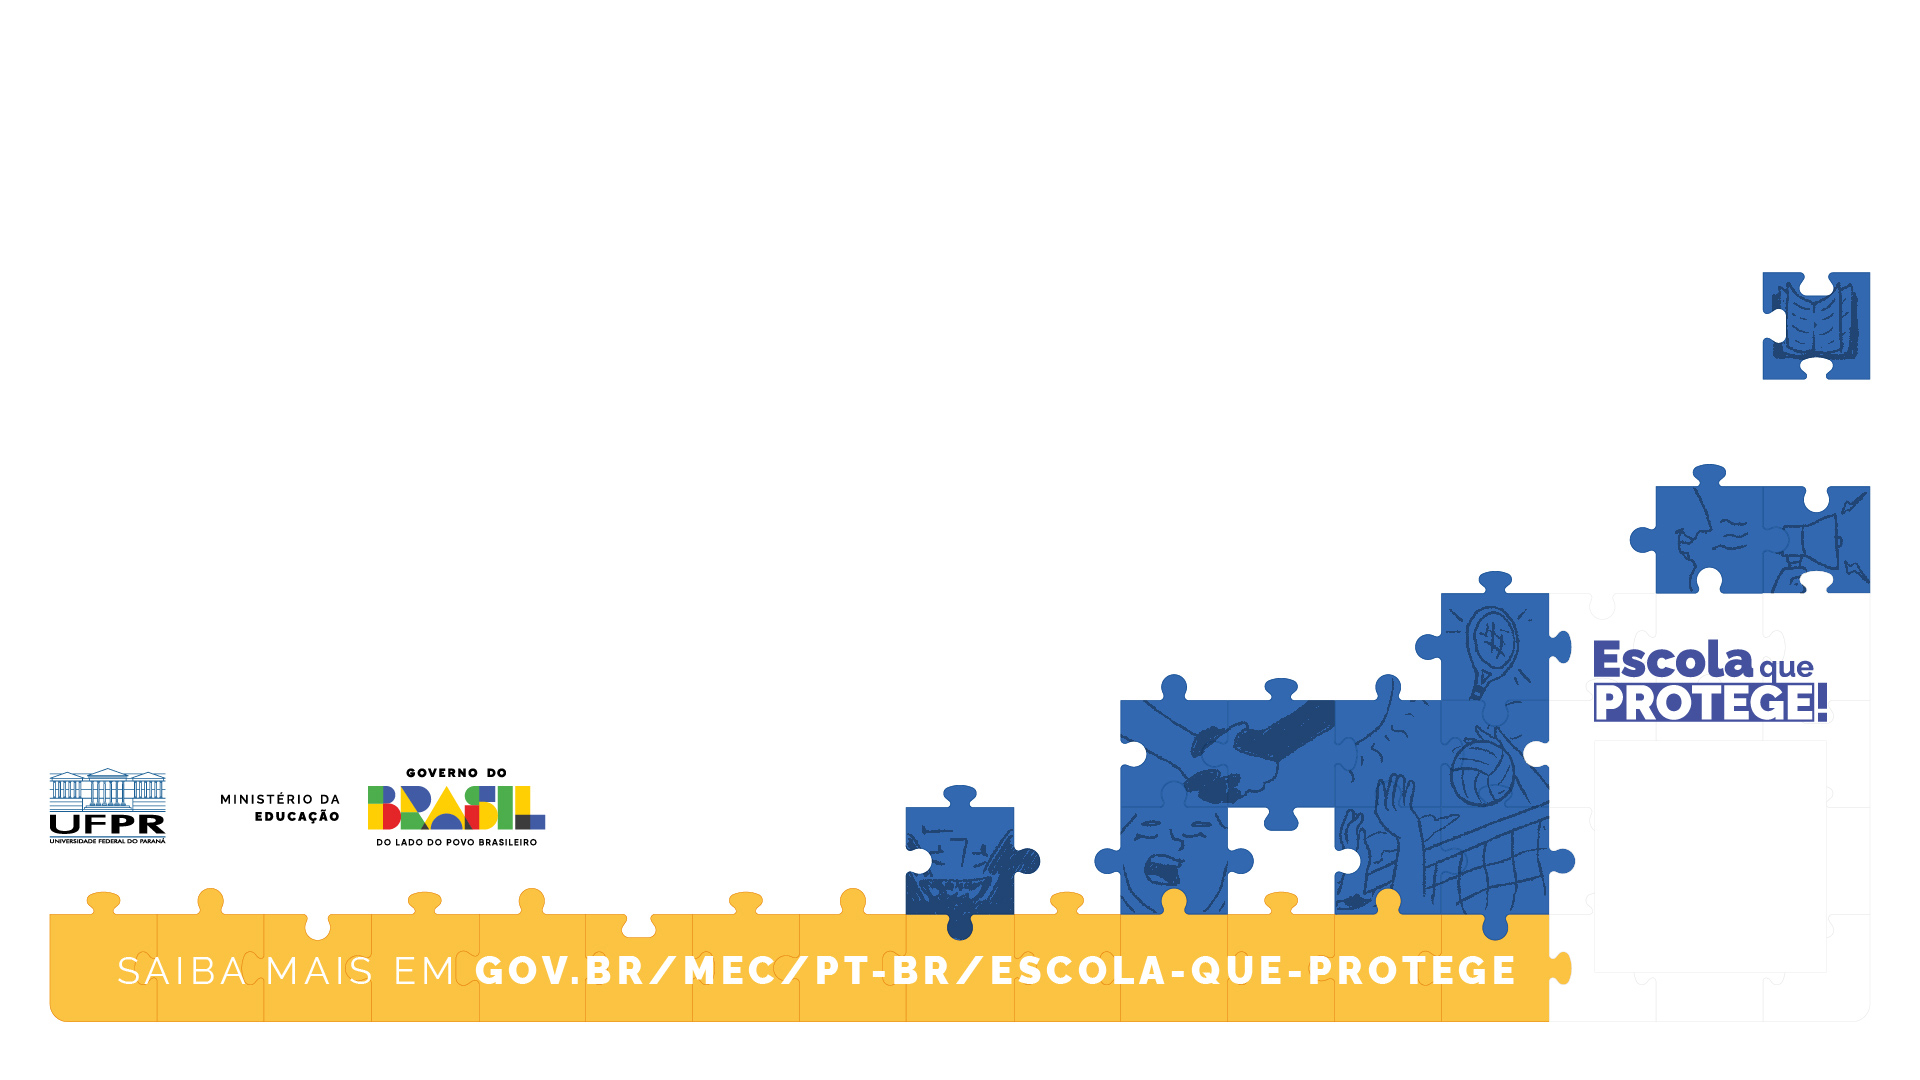 Escola que
PROTEGE!
UFPR
UNIVERSIDADE FEDERAL DO PARANÁ
MINISTÉRIO DA
EDUCAÇÃO
GOVERNO DO
BRASIL
DO LADO DO POVO BRASILEIRO
SAIBA MAIS EM GOV.BR/MEC/PT-BR/ESCOLA-QUE-PROTEGE